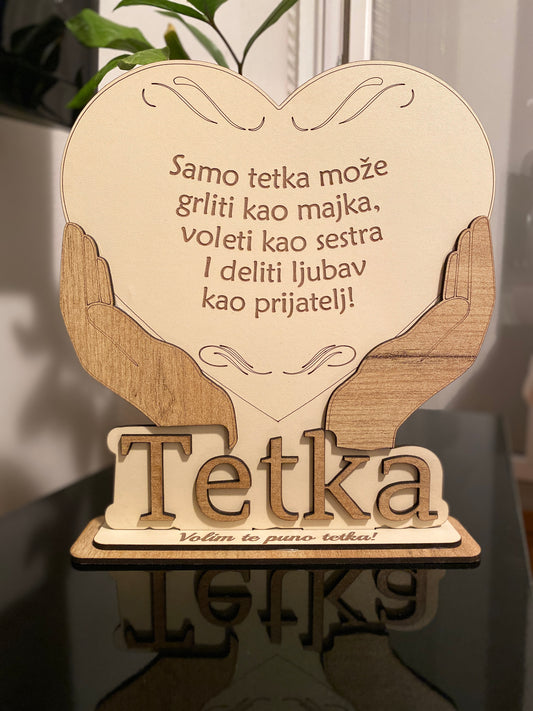 Samo tetka može
grliti kao majka,
voleti kao sestra
I deliti ljubav
kao prijatelj!
Tetka
Volim te puno tetka!